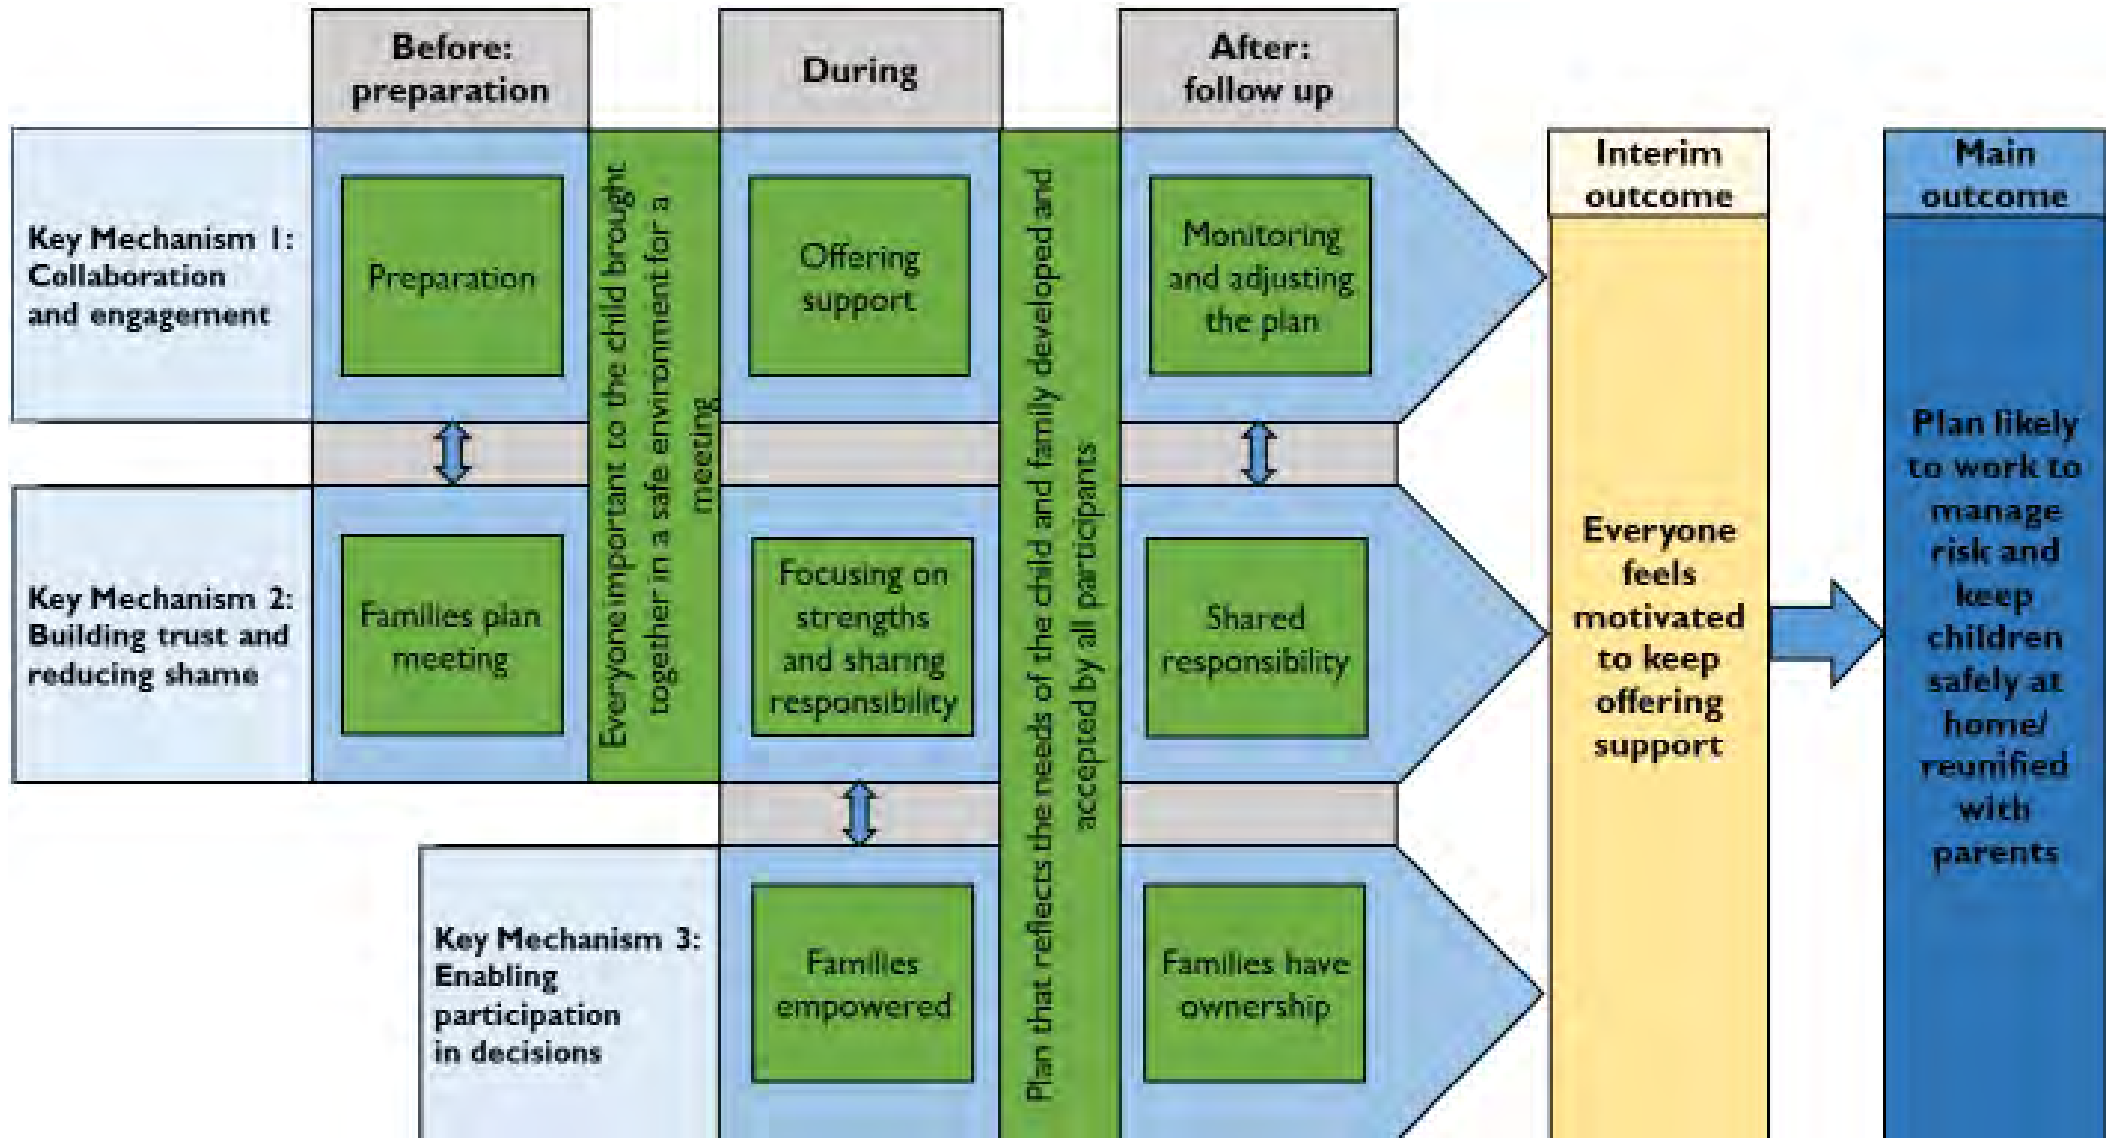 Before:
preparation
During
After:
follow up
Interim
outcome
Main
outcome
Key Mechanism 1:
Collaboration
and engagement
Preparation
Everyone important to the child brought
together in a safe environment for a
meeting
Offering
support
Plan that reflects the needs of the child and family developed and
accepted by all participants
Monitoring
and adjusting
the plan
Key Mechanism 2:
Building trust and
reducing shame
Families plan
meeting
Focusing on
strengths
and sharing
responsibility
Shared
responsibility
Everyone
feels
motivated
to keep
offering
support
Plan likely
to work to
manage
risk and
keep
children
safely at
home/
reunified
with
parents
Key Mechanism 3:
Enabling
participation
in decisions
Families
empowered
Families have
ownership